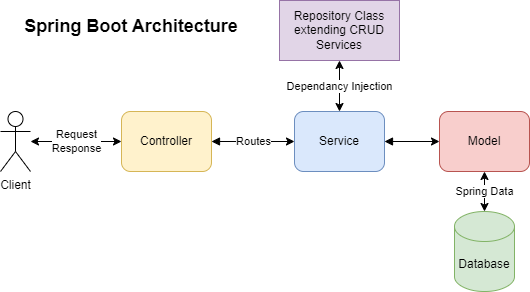 Spring Boot Architecture
Repository Class
extending CRUD
Services
Dependancy Injection
Request
Response
Client
Controller
Routes
Service
Model
Spring Data
Database